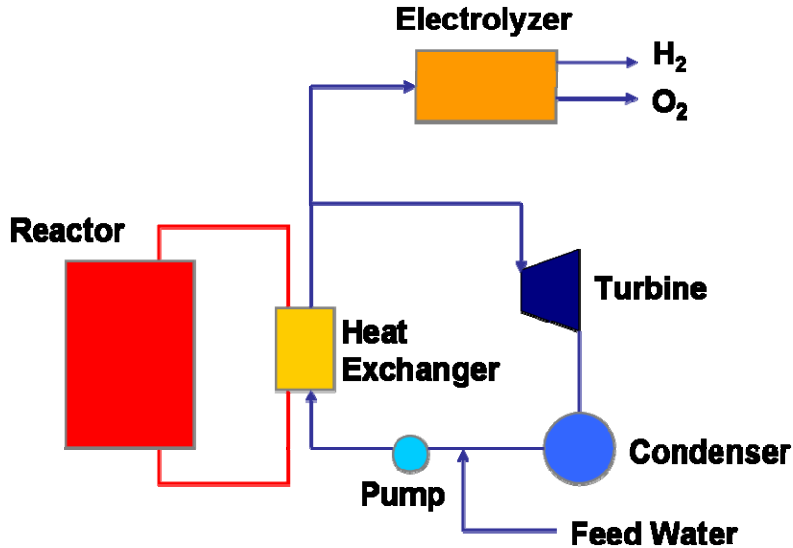 Electrolyzer
H₂
O₂
Reactor
Turbine
Heat
Exchanger
Condenser
Pump
Feed Water